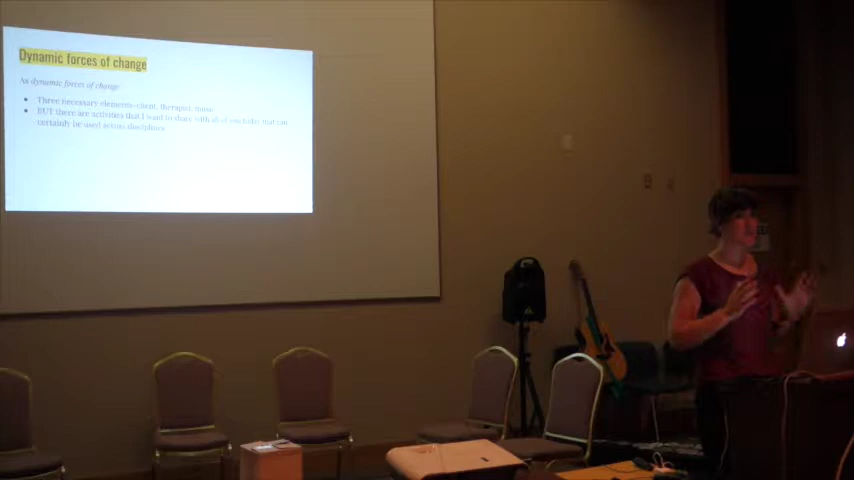 Dynamic forces of change
As dynamic forces of change:
Three necessary elements--client, therapist, music
BUT there are activities that I want to share with all of you today that can
certainly be used across disciplines